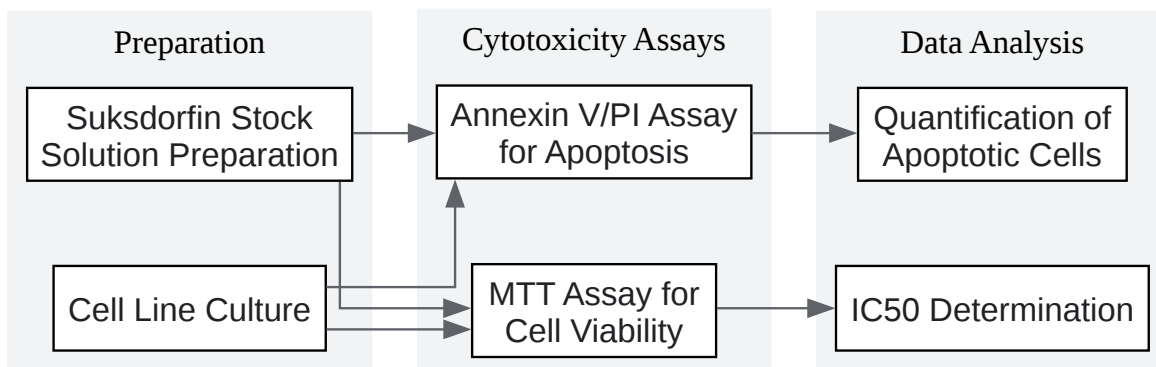 Preparation
Suksdorfin Stock
Solution Preparation
Cell Line Culture
Cytotoxicity Assays
Annexin V/PI Assay
for Apoptosis
MTT Assay for
Cell Viability
Data Analysis
Quantification of
Apoptotic Cells
IC50 Determination